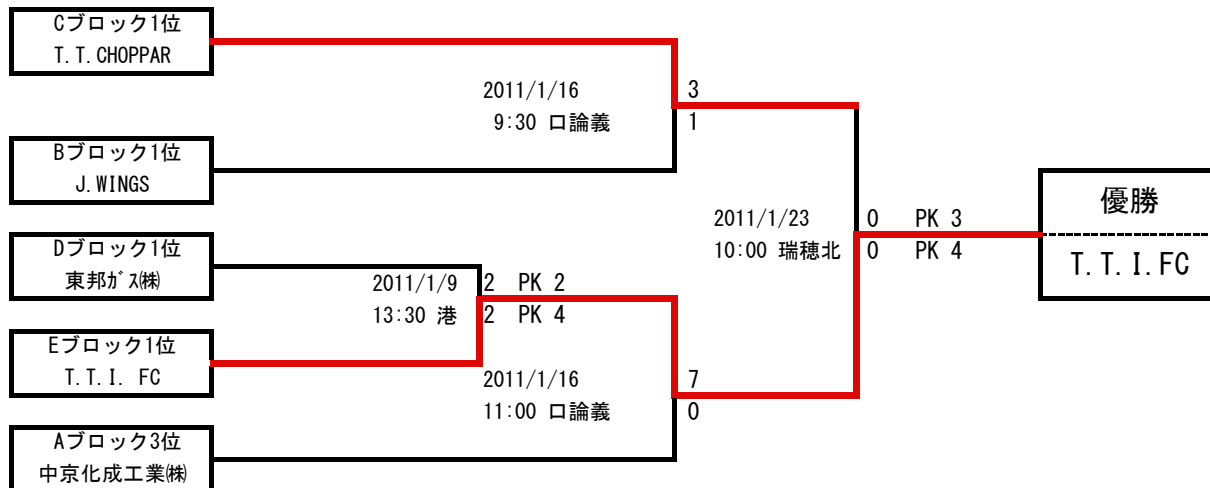 Cブロック1位
T.T.CHOPPAR
2011/1/16
9:30 口論義
3
1
Bブロック1位
J.WINGS
2011/1/23
10:00 瑞穂北
0 PK 3
0 PK 4
優勝
T.T.I.FC
Dブロック1位
東邦ｶﾞｽ㈱
2011/1/9
13:30 港
2 PK 2
2 PK 4
Eブロック1位
T.T.I. FC
2011/1/16
11:00 口論義
7
0
Aブロック3位
中京化成工業㈱